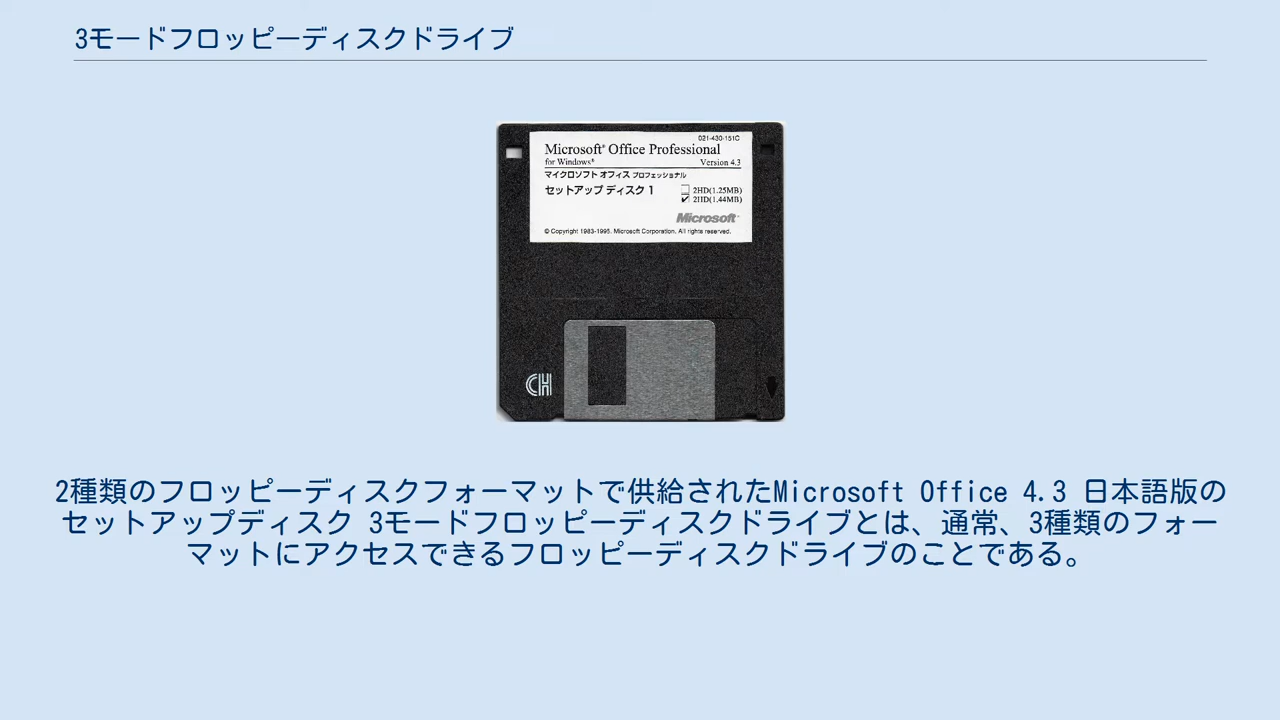 3モードフロッピーディスクドライブ
021-430-151C
Microsoft® Office Professional
for Windows® Version 4.3
マイクロソフト オフィス プロフェッショナル
セットアップ ディスク 1 2HD(1.25MB)
2HD(1.44MB)
Microsoft®
© Copyright 1983-1995. Microsoft Corporation. All rights reserved.
CH
2種類のフロッピーディスクフォーマットで供給されたMicrosoft Office 4.3 日本語版の
セットアップディスク 3モードフロッピーディスクドライブとは、通常、3種類のフォー
マットにアクセスできるフロッピーディスクドライブのことである。